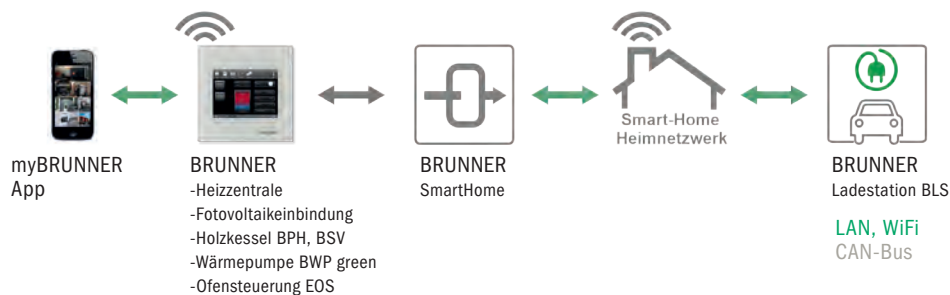 Smart-Home
Heimnetzwerk
myBRUNNER
App
BRUNNER
-Heizzentrale
-Fotovoltaikeinbindung
-Holzkessel BPH, BSV
-Wärmepumpe BWP green
-Ofensteuerung EOS
BRUNNER
SmartHome
BRUNNER
Ladestation BLS
LAN, WiFi
CAN-Bus